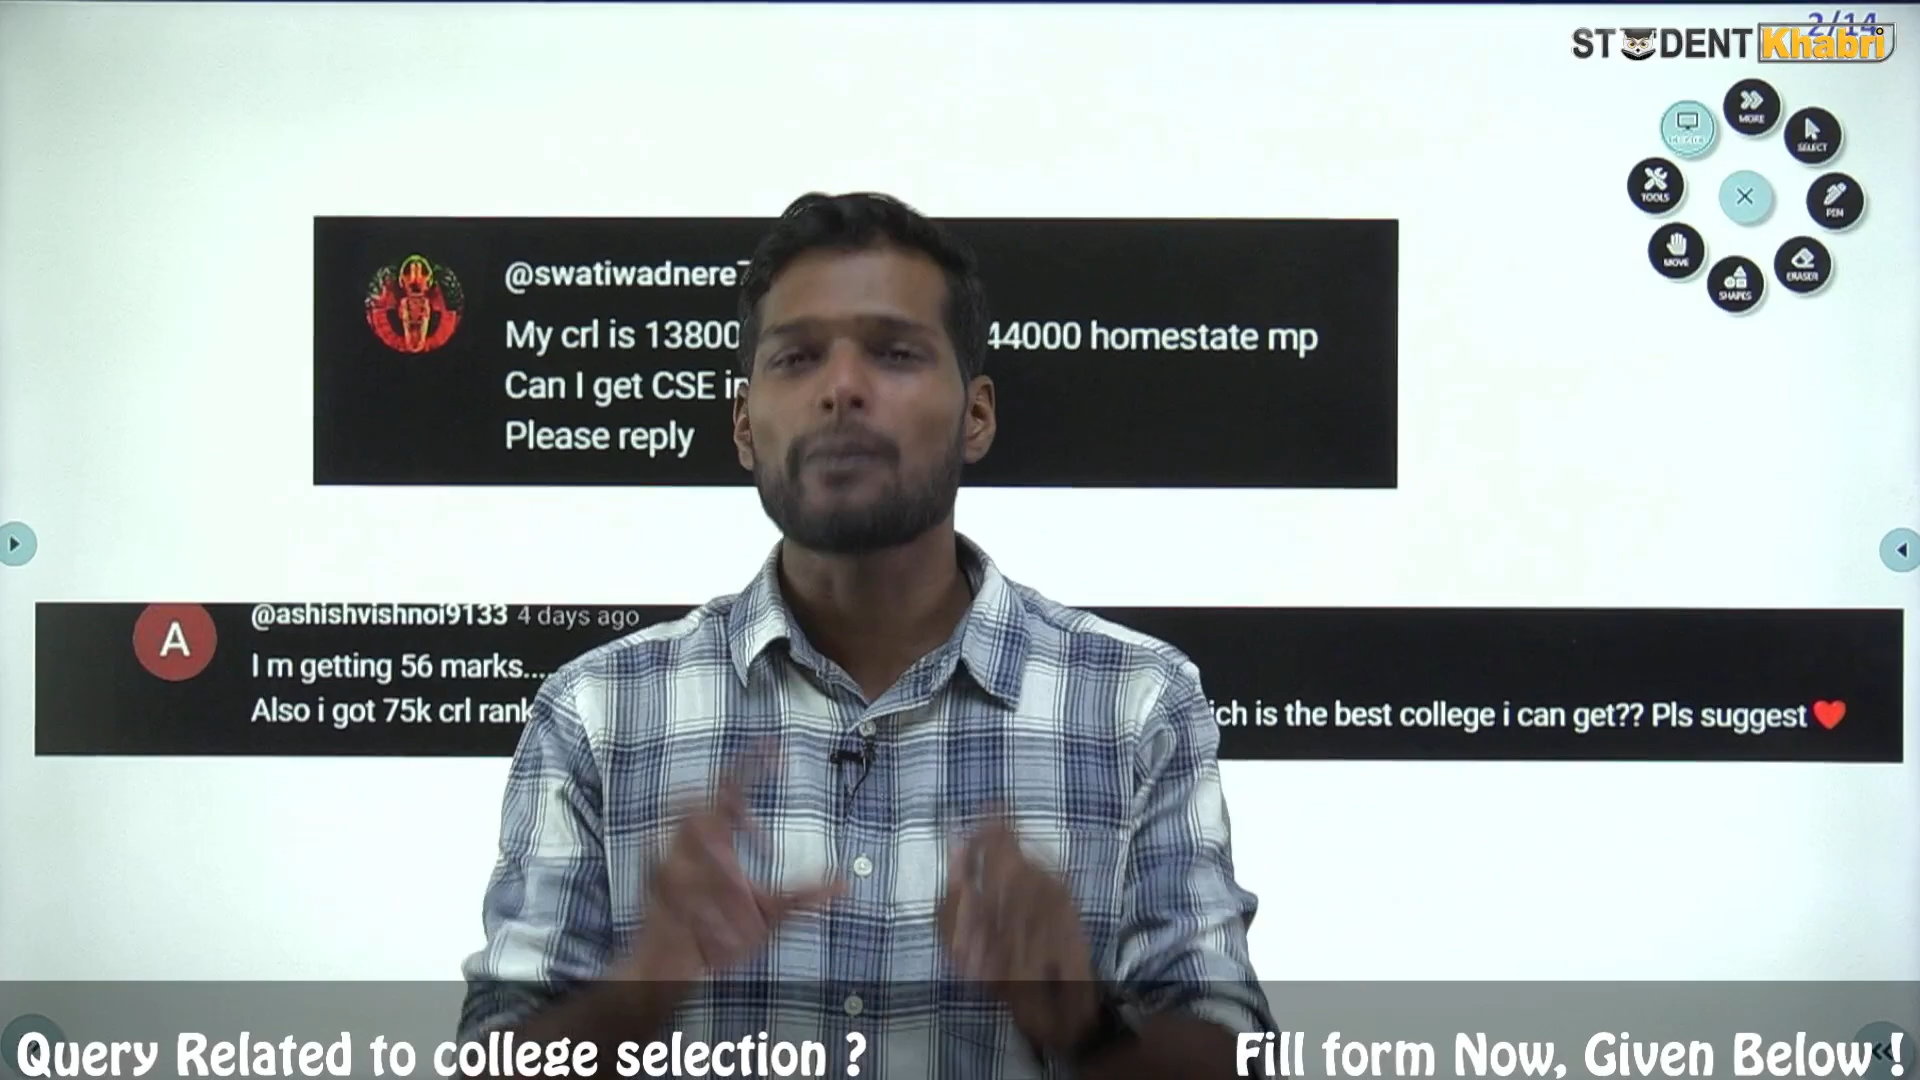 2/14
STUDENT Khabri
MORE
SELECT
TOOLS
PEN
MOVE
ERASER
SHAPES
@swatiwadnere
My crl is 13800 44000 homestate mp
Can I get CSE
Please reply
A @ashishvishnoi9133 4 days ago
I m getting 56 marks....
Also i got 75k crl rank is the best college i can get?? Pls suggest ❤️
Query Related to college selection ?
Fill form Now, Given Below !